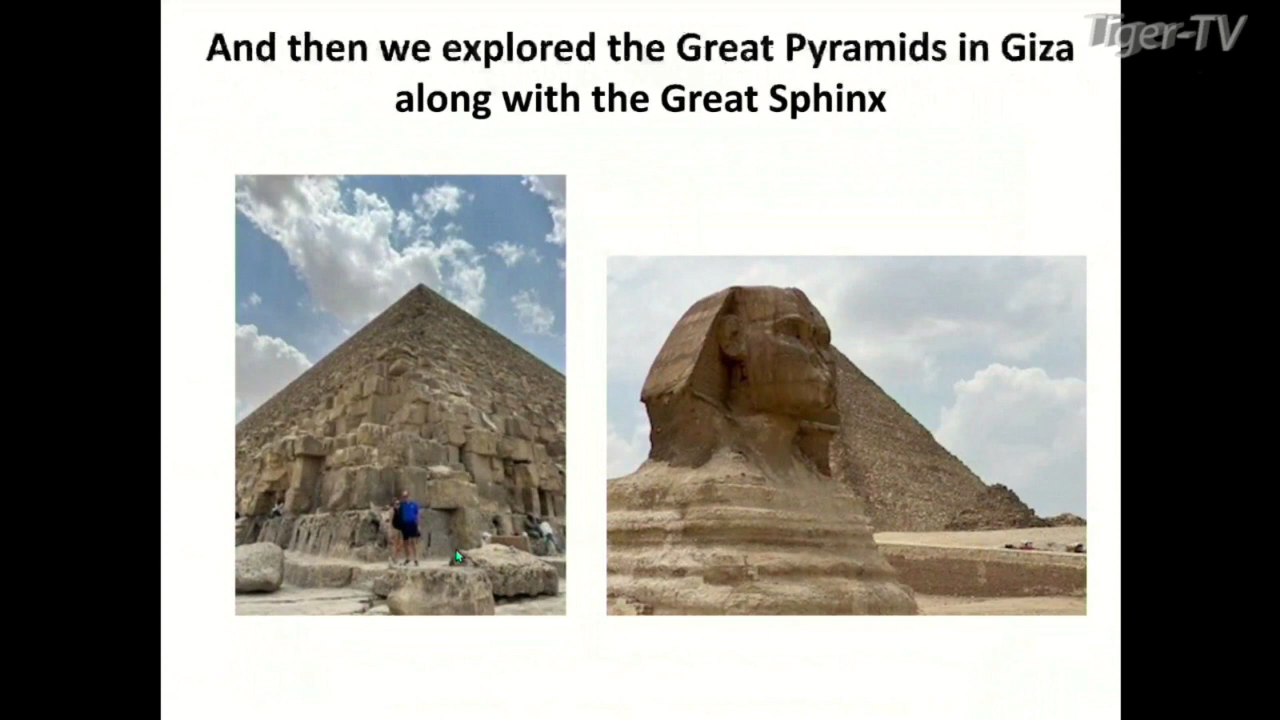 And then we explored the Great Pyramids in Giza
along with the Great Sphinx
Tiger-TV